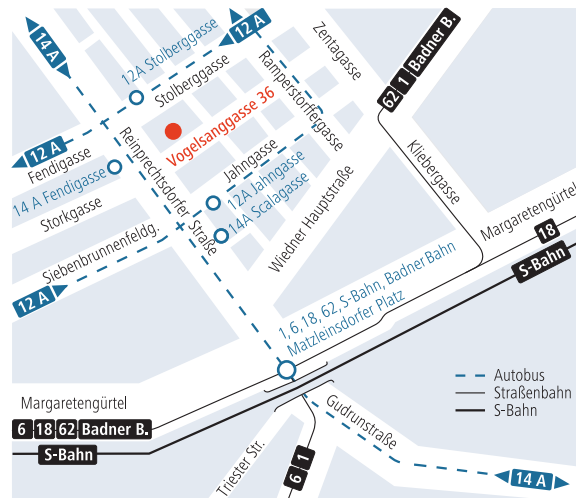 14 A
12A Stolberggasse
12 A
Stolberggasse
Zentagasse
Ramperstorffergasse
62 1 Badner B.
Vogelsanggasse 36
12 A
Fendigasse
14 A Fendigasse
Reinprechtsdorfer Straße
Jahngasse
12A Jahngasse
14A Scalagasse
Kliebergasse
Storkgasse
Siebenbrunnenfeldg.
12 A
Wiedner Hauptstraße
Margaretengürtel
18
S-Bahn
1, 6, 18, 62, S-Bahn, Badner Bahn
Matzleinsdorfer Platz
Margaretengürtel
6 18 62 Badner B.
S-Bahn
Triester Str.
6 1
Gudrunstraße
14 A
Autobus
Straßenbahn
S-Bahn